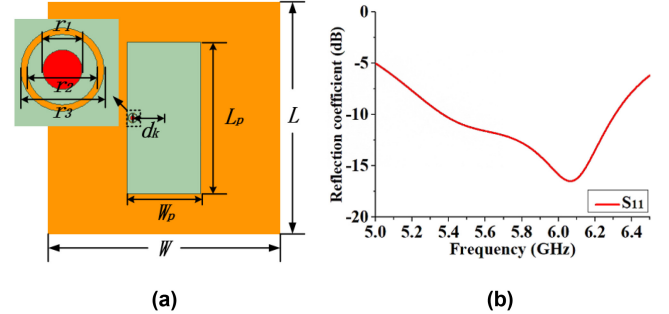 r1
r2
r3
dk
Lp
L
Wp
W
(a)
Reflection coefficient (dB)
0
-5
-10
-15
-20
S11
5.0 5.2 5.4 5.6 5.8 6.0 6.2 6.4
Frequency (GHz)
(b)